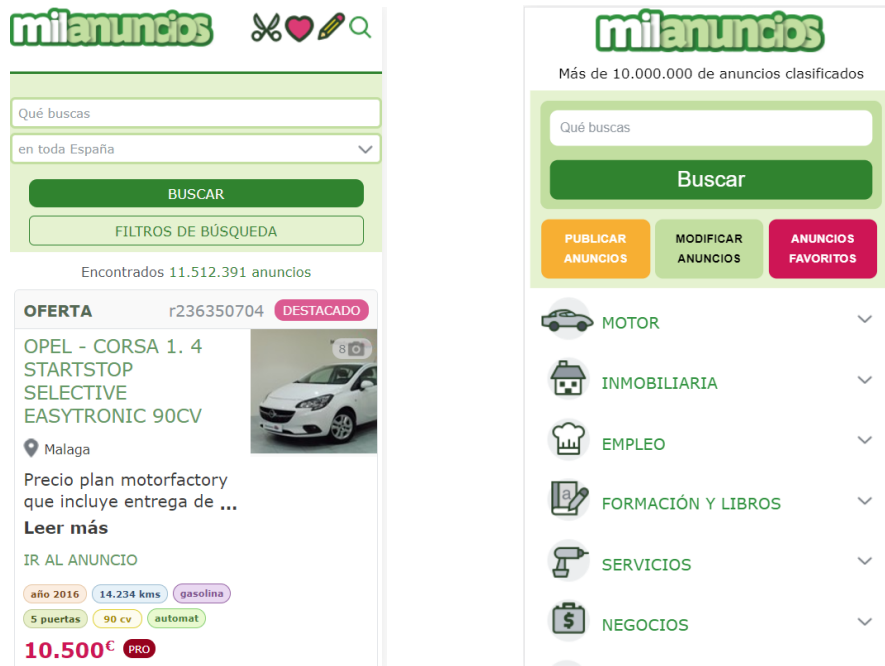 milanuncios
Qué buscas
en toda España
BUSCAR
FILTROS DE BÚSQUEDA
Encontrados 11.512.391 anuncios
OFERTA r236350704 DESTACADO
OPEL - CORSA 1. 4
STARTSTOP
SELECTIVE
EASYTRONIC 90CV
8
Malaga
Precio plan motorfactory
que incluye entrega de ...
Leer más
IR AL ANUNCIO
año 2016 14.234 kms gasolina
5 puertas 90 cv automat
10.500€ PRO
milanuncios
Más de 10.000.000 de anuncios clasificados
Qué buscas
Buscar
PUBLICAR
ANUNCIOS
MODIFICAR
ANUNCIOS
ANUNCIOS
FAVORITOS
MOTOR
INMOBILIARIA
EMPLEO
a
FORMACIÓN Y LIBROS
SERVICIOS
$
NEGOCIOS